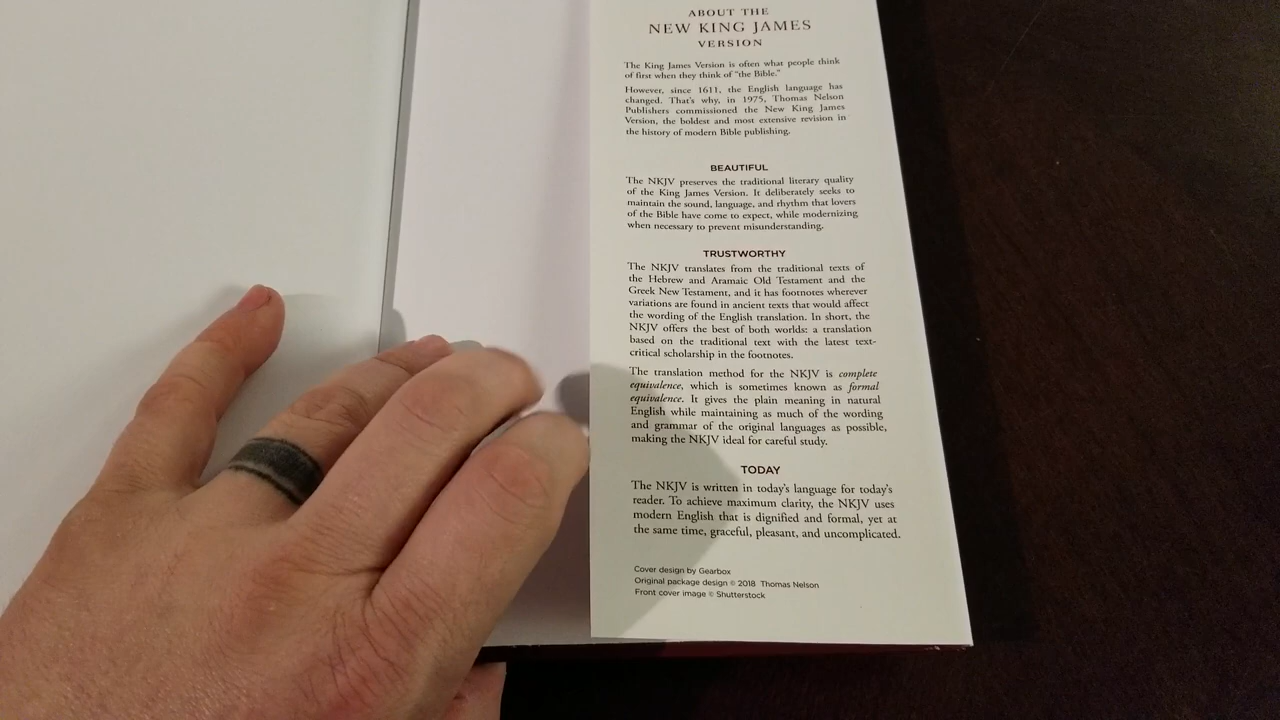 ABOUT THE
NEW KING JAMES
VERSION
The King James Version is often what people think
of first when they think of “the Bible.”
However, since 1611, the English language has
changed. That’s why, in 1975, Thomas Nelson
Publishers commissioned the New King James
Version, the boldest and most extensive revision in
the history of modern Bible publishing.
BEAUTIFUL
The NKJV preserves the traditional literary quality
of the King James Version. It deliberately seeks to
maintain the sound, language, and rhythm that lovers
of the Bible have come to expect, while modernizing
when necessary to prevent misunderstanding.
TRUSTWORTHY
The NKJV translates from the traditional texts of
the Hebrew and Aramaic Old Testament and the
Greek New Testament, and it has footnotes wherever
variations are found in ancient texts that would affect
the wording of the English translation. In short, the
NKJV offers the best of both worlds: a translation
based on the traditional text with the latest text-
critical scholarship in the footnotes.
The translation method for the NKJV is complete
equivalence, which is sometimes known as formal
equivalence. It gives the plain meaning in natural
English while maintaining as much of the wording
and grammar of the original languages as possible,
making the NKJV ideal for careful study.
TODAY
The NKJV is written in today’s language for today’s
reader. To achieve maximum clarity, the NKJV uses
modern English that is dignified and formal, yet at
the same time, graceful, pleasant, and uncomplicated.
Cover design by Gearbox
Original package design © 2018 Thomas Nelson
Front cover image © Shutterstock